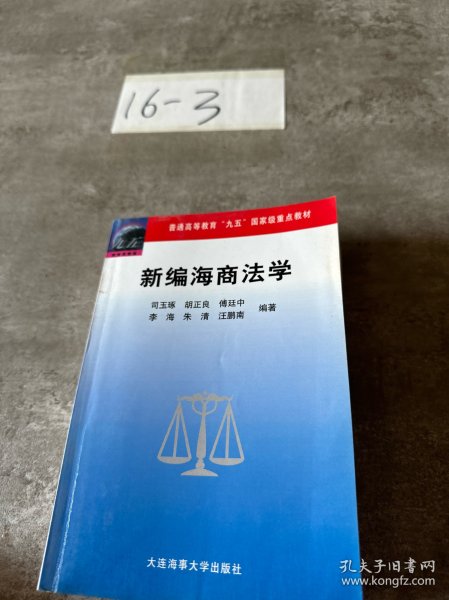 16-3
普通高等教育“九五”国家级重点教材
九五
新编海商法学
司玉琢 胡正良 傅廷中
李海 朱清 汪鹏南 编著
大连海事大学出版社
孔夫子旧书网
www.kongfz.com